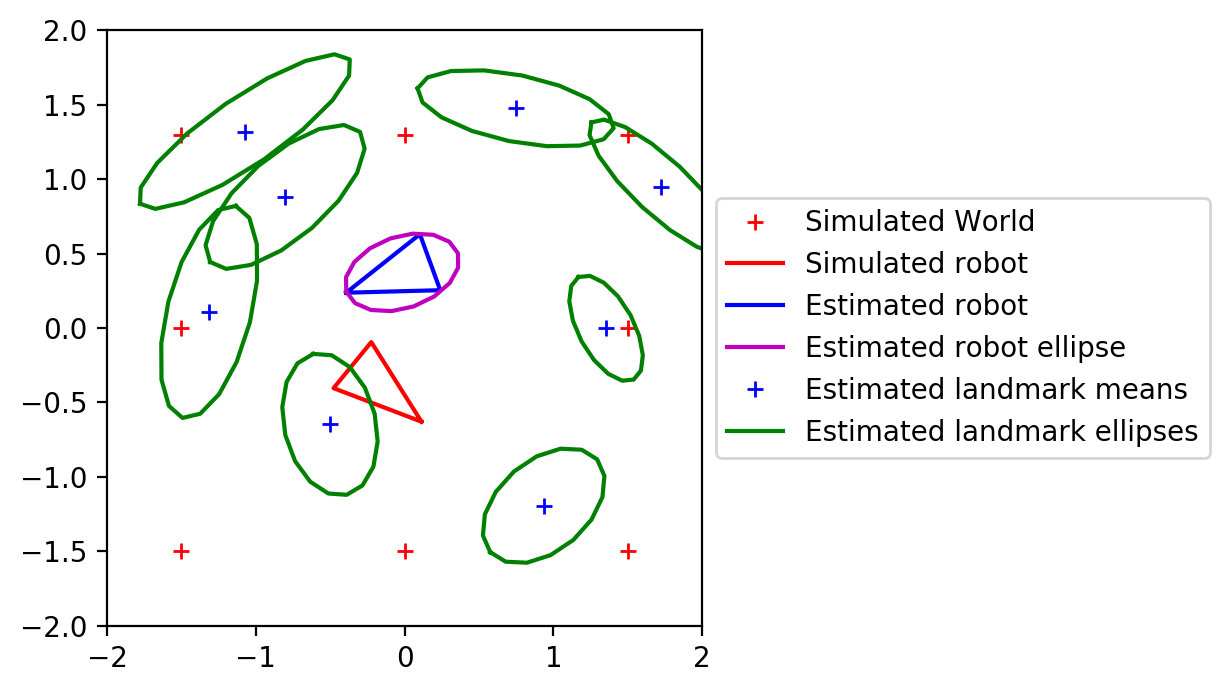 2.0
1.5
1.0
0.5
0.0
−0.5
−1.0
−1.5
−2.0
−2
−1
0
1
2
Simulated World
Simulated robot
Estimated robot
Estimated robot ellipse
Estimated landmark means
Estimated landmark ellipses